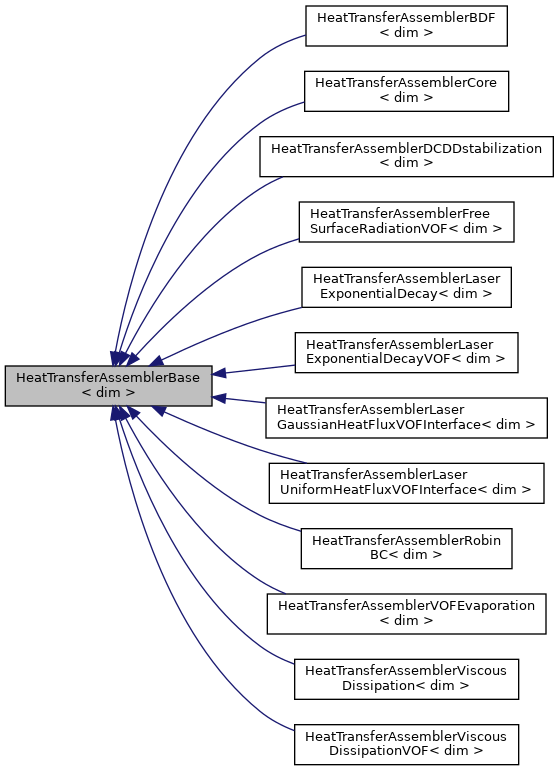 HeatTransferAssemblerBDF
< dim >
HeatTransferAssemblerCore
< dim >
HeatTransferAssemblerDCDDstabilization
< dim >
HeatTransferAssemblerFree
SurfaceRadiationVOF< dim >
HeatTransferAssemblerLaser
ExponentialDecay< dim >
HeatTransferAssemblerLaser
ExponentialDecayVOF< dim >
HeatTransferAssemblerBase
< dim >
HeatTransferAssemblerLaser
GaussianHeatFluxVOFInterface< dim >
HeatTransferAssemblerLaser
UniformHeatFluxVOFInterface< dim >
HeatTransferAssemblerRobin
BC< dim >
HeatTransferAssemblerVOFEvaporation
< dim >
HeatTransferAssemblerViscous
Dissipation< dim >
HeatTransferAssemblerViscous
DissipationVOF< dim >